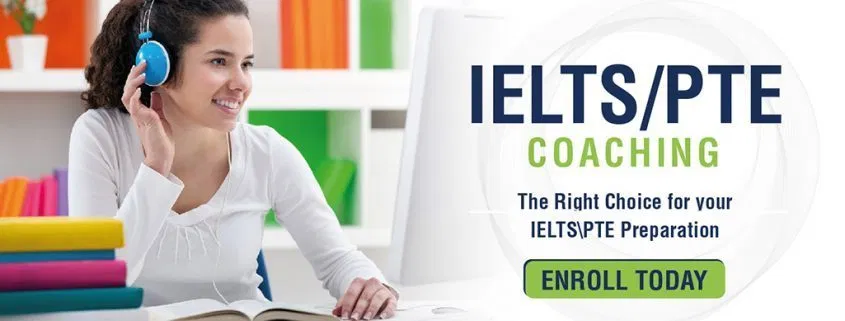 IELTS/PTE
COACHING
The Right Choice for your
IELTS\PTE Preparation
ENROLL TODAY